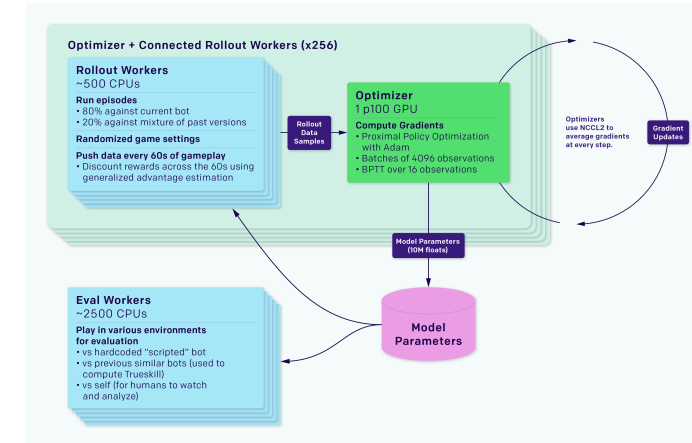 Optimizer + Connected Rollout Workers (x256)
Rollout Workers
~500 CPUs
Run episodes
• 80% against current bot
• 20% against mixture of past versions
Randomized game settings
Push data every 60s of gameplay
• Discount rewards across the 60s using
generalized advantage estimation
Rollout
Data
Samples
Optimizer
1 p100 GPU
Compute Gradients
• Proximal Policy Optimization
with Adam
• Batches of 4096 observations
• BPTT over 16 observations
Optimizers
use NCCL2 to
average gradients
at every step.
Gradient
Updates
Model Parameters
(10M floats)
Model
Parameters
Eval Workers
~2500 CPUs
Play in various environments
for evaluation
• vs hardcoded “scripted” bot
• vs previous similar bots (used to
compute Trueskill)
• vs self (for humans to watch
and analyze)